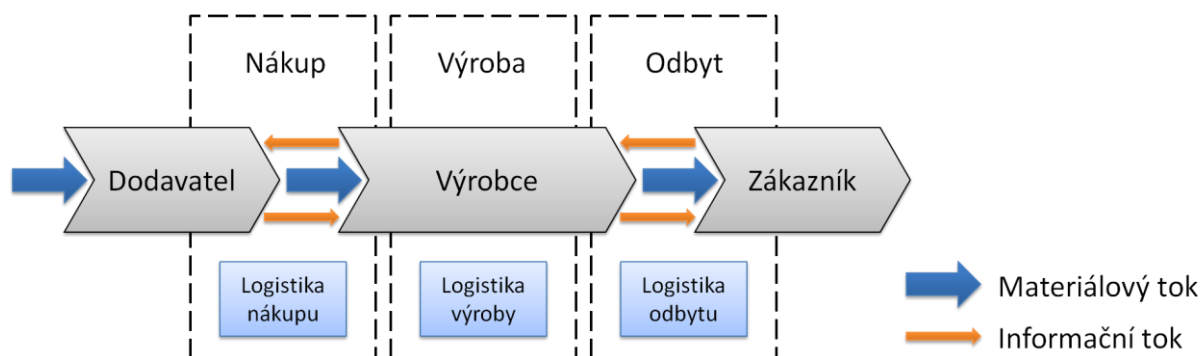 Nákup
Výroba
Odbyt
Dodavatel
Výrobce
Zákazník
Logistika
nákupu
Logistika
výroby
Logistika
odbytu
Materiálový tok
Informační tok